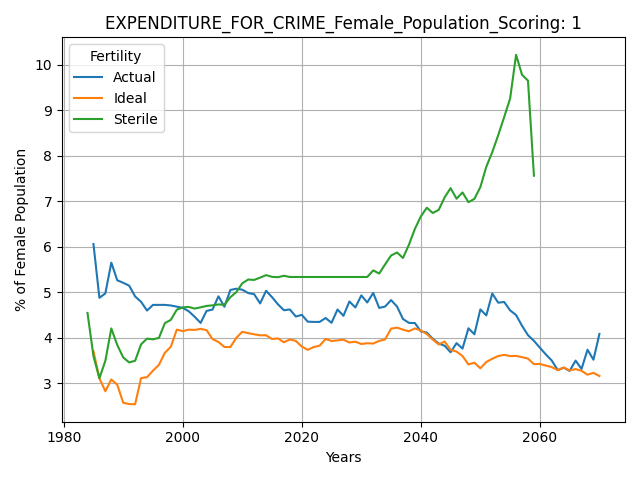 EXPENDITURE_FOR_CRIME_Female_Population_Scoring: 1
Fertility
Actual
Ideal
Sterile
% of Female Population
10
9
8
7
6
5
4
3
1980
2000
2020
2040
2060
Years